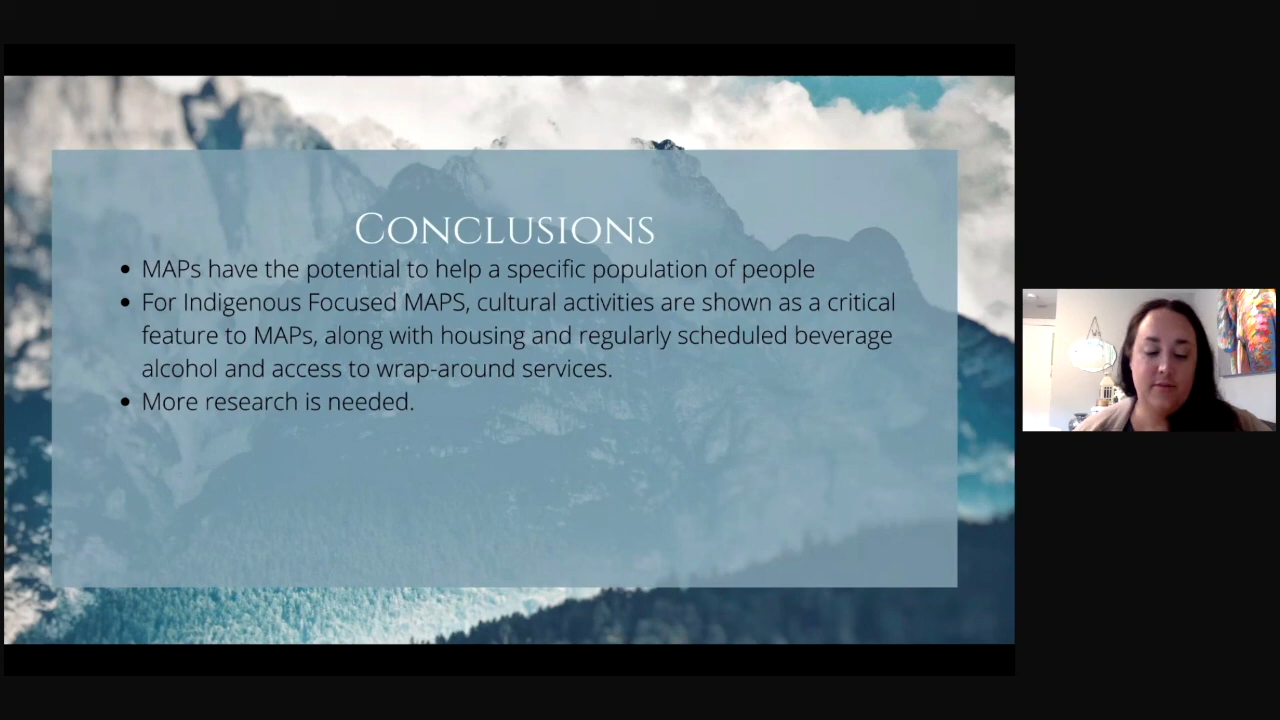 Conclusions
• MAPs have the potential to help a specific population of people
• For Indigenous Focused MAPS, cultural activities are shown as a critical
feature to MAPs, along with housing and regularly scheduled beverage
alcohol and access to wrap-around services.
• More research is needed.